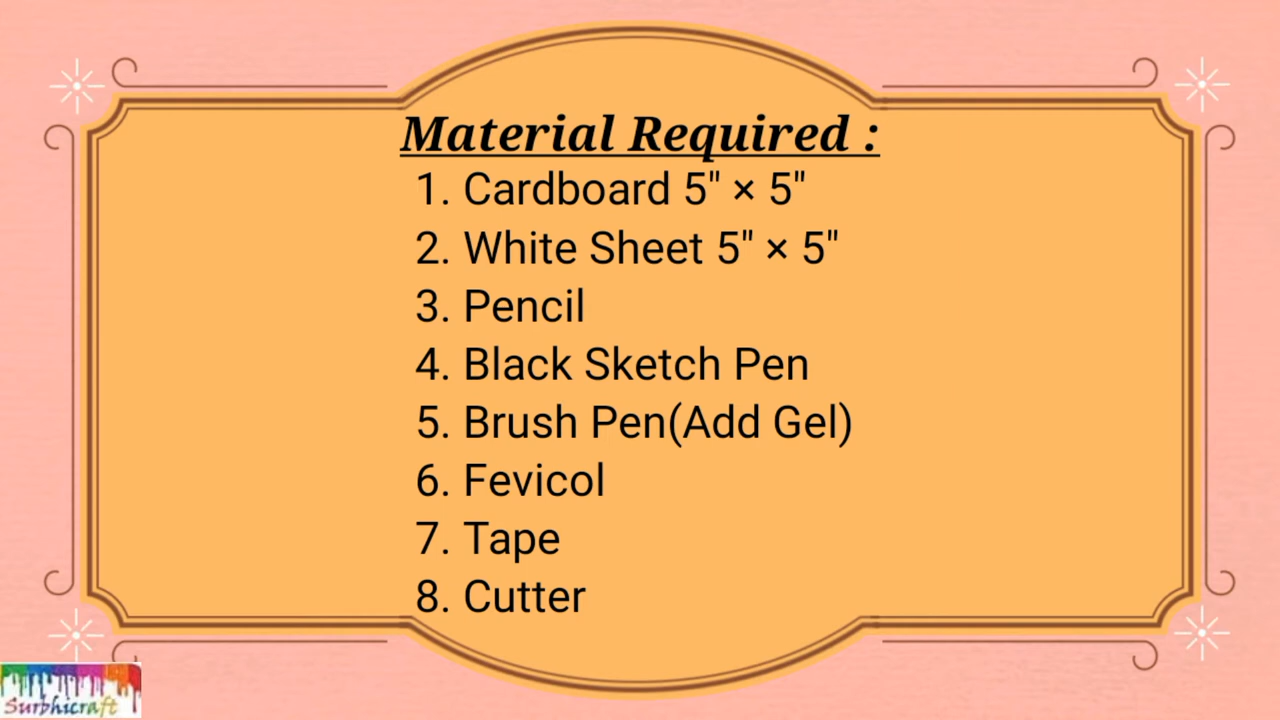 Material Required :
1. Cardboard 5" × 5"
2. White Sheet 5" × 5"
3. Pencil
4. Black Sketch Pen
5. Brush Pen(Add Gel)
6. Fevicol
7. Tape
8. Cutter
Surbhicraft